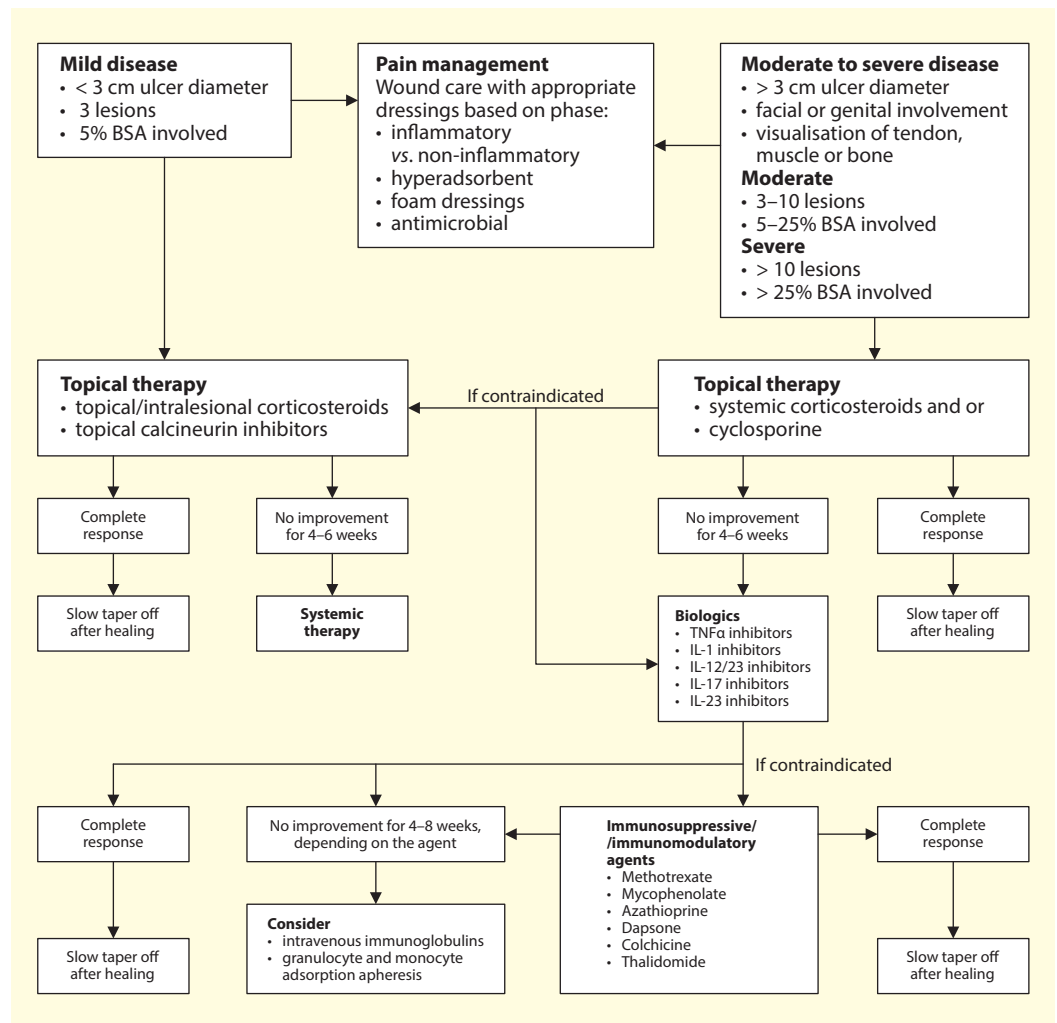 Mild disease
• < 3 cm ulcer diameter
• 3 lesions
• 5% BSA involved
Pain management
Wound care with appropriate
dressings based on phase:
• inflammatory
vs. non-inflammatory
• hyperadsorbent
• foam dressings
• antimicrobial
Moderate to severe disease
• > 3 cm ulcer diameter
• facial or genital involvement
• visualisation of tendon,
muscle or bone
Moderate
• 3–10 lesions
• 5–25% BSA involved
Severe
• > 10 lesions
• > 25% BSA involved
Topical therapy
• topical/intralesional corticosteroids
• topical calcineurin inhibitors
If contraindicated
Topical therapy
• systemic corticosteroids and or
• cyclosporine
Complete
response
No improvement
for 4–6 weeks
No improvement
for 4–6 weeks
Complete
response
Slow taper off
after healing
Systemic
therapy
Biologics
• TNFα inhibitors
• IL-1 inhibitors
• IL-12/23 inhibitors
• IL-17 inhibitors
• IL-23 inhibitors
Slow taper off
after healing
If contraindicated
Complete
response
No improvement for 4–8 weeks,
depending on the agent
Immunosuppressive/
/immunomodulatory
agents
• Methotrexate
• Mycophenolate
• Azathioprine
• Dapsone
• Colchicine
• Thalidomide
Complete
response
Slow taper off
after healing
Consider
• intravenous immunoglobulins
• granulocyte and monocyte
adsorption apheresis
Slow taper off
after healing